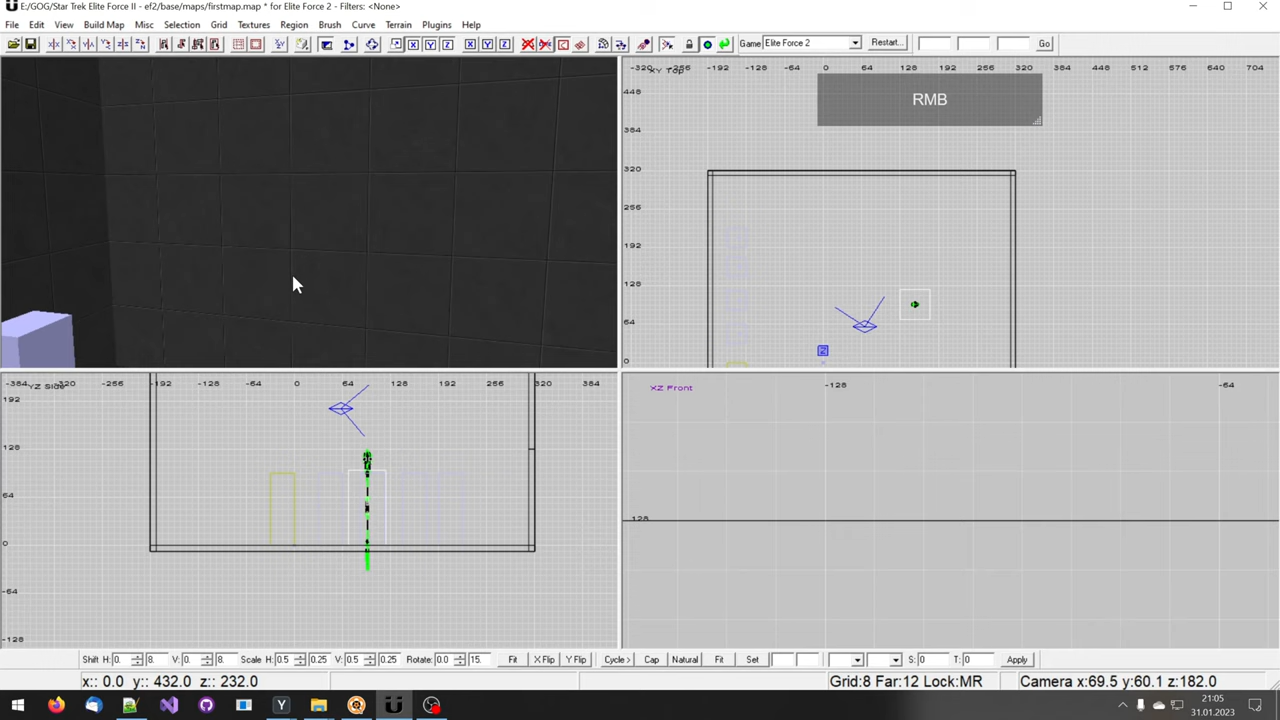 E:/GOG/Star Trek Elite Force II - ef2/base/maps/firstmap.map * for Elite Force 2 - Filters: <None>
File Edit View Build Map Misc Selection Grid Textures Region Brush Curve Terrain Plugins Help
Game Elite Force 2 Restart... Go
-320 -256 -192 -128 -64 0 64 128 192 256 320 384 448 512 576 640 704
XY Top
RMB
448
384
320
256
192
128
64
0
Z
-384 -320 -256 -192 -128 -64 0 64 128 192 256 320 384
YZ Side
192
128
64
0
-64
-128
XZ Front
-128 -64
128
Shift H: 0. 8. V: 0. 8. Scale H: 0.5 0.25 V: 0.5 0.25 Rotate: 0.0 15. Fit X Flip Y Flip Cycle> Cap Natural Fit Set S: 0 T: 0 Apply
x:: 0.0 y:: 432.0 z:: 232.0
Grid:8 Far:12 Lock:MR
Camera x:69.5 y:60.1 z:182.0
21:05
31.01.2023